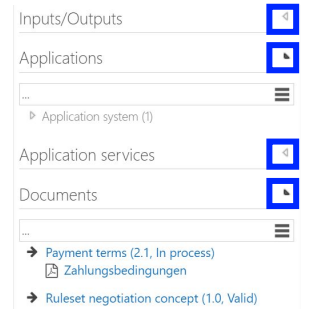 Inputs/Outputs
Applications
...
Application system (1)
Application services
Documents
...
Payment terms (2.1, In process)
Zahlungsbedingungen
Ruleset negotiation concept (1.0, Valid)